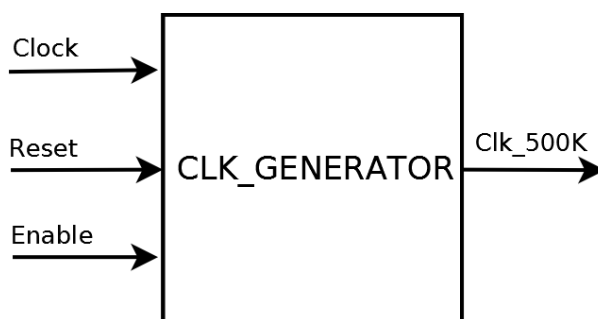 Clock
Reset
Enable
CLK_GENERATOR
Clk_500K